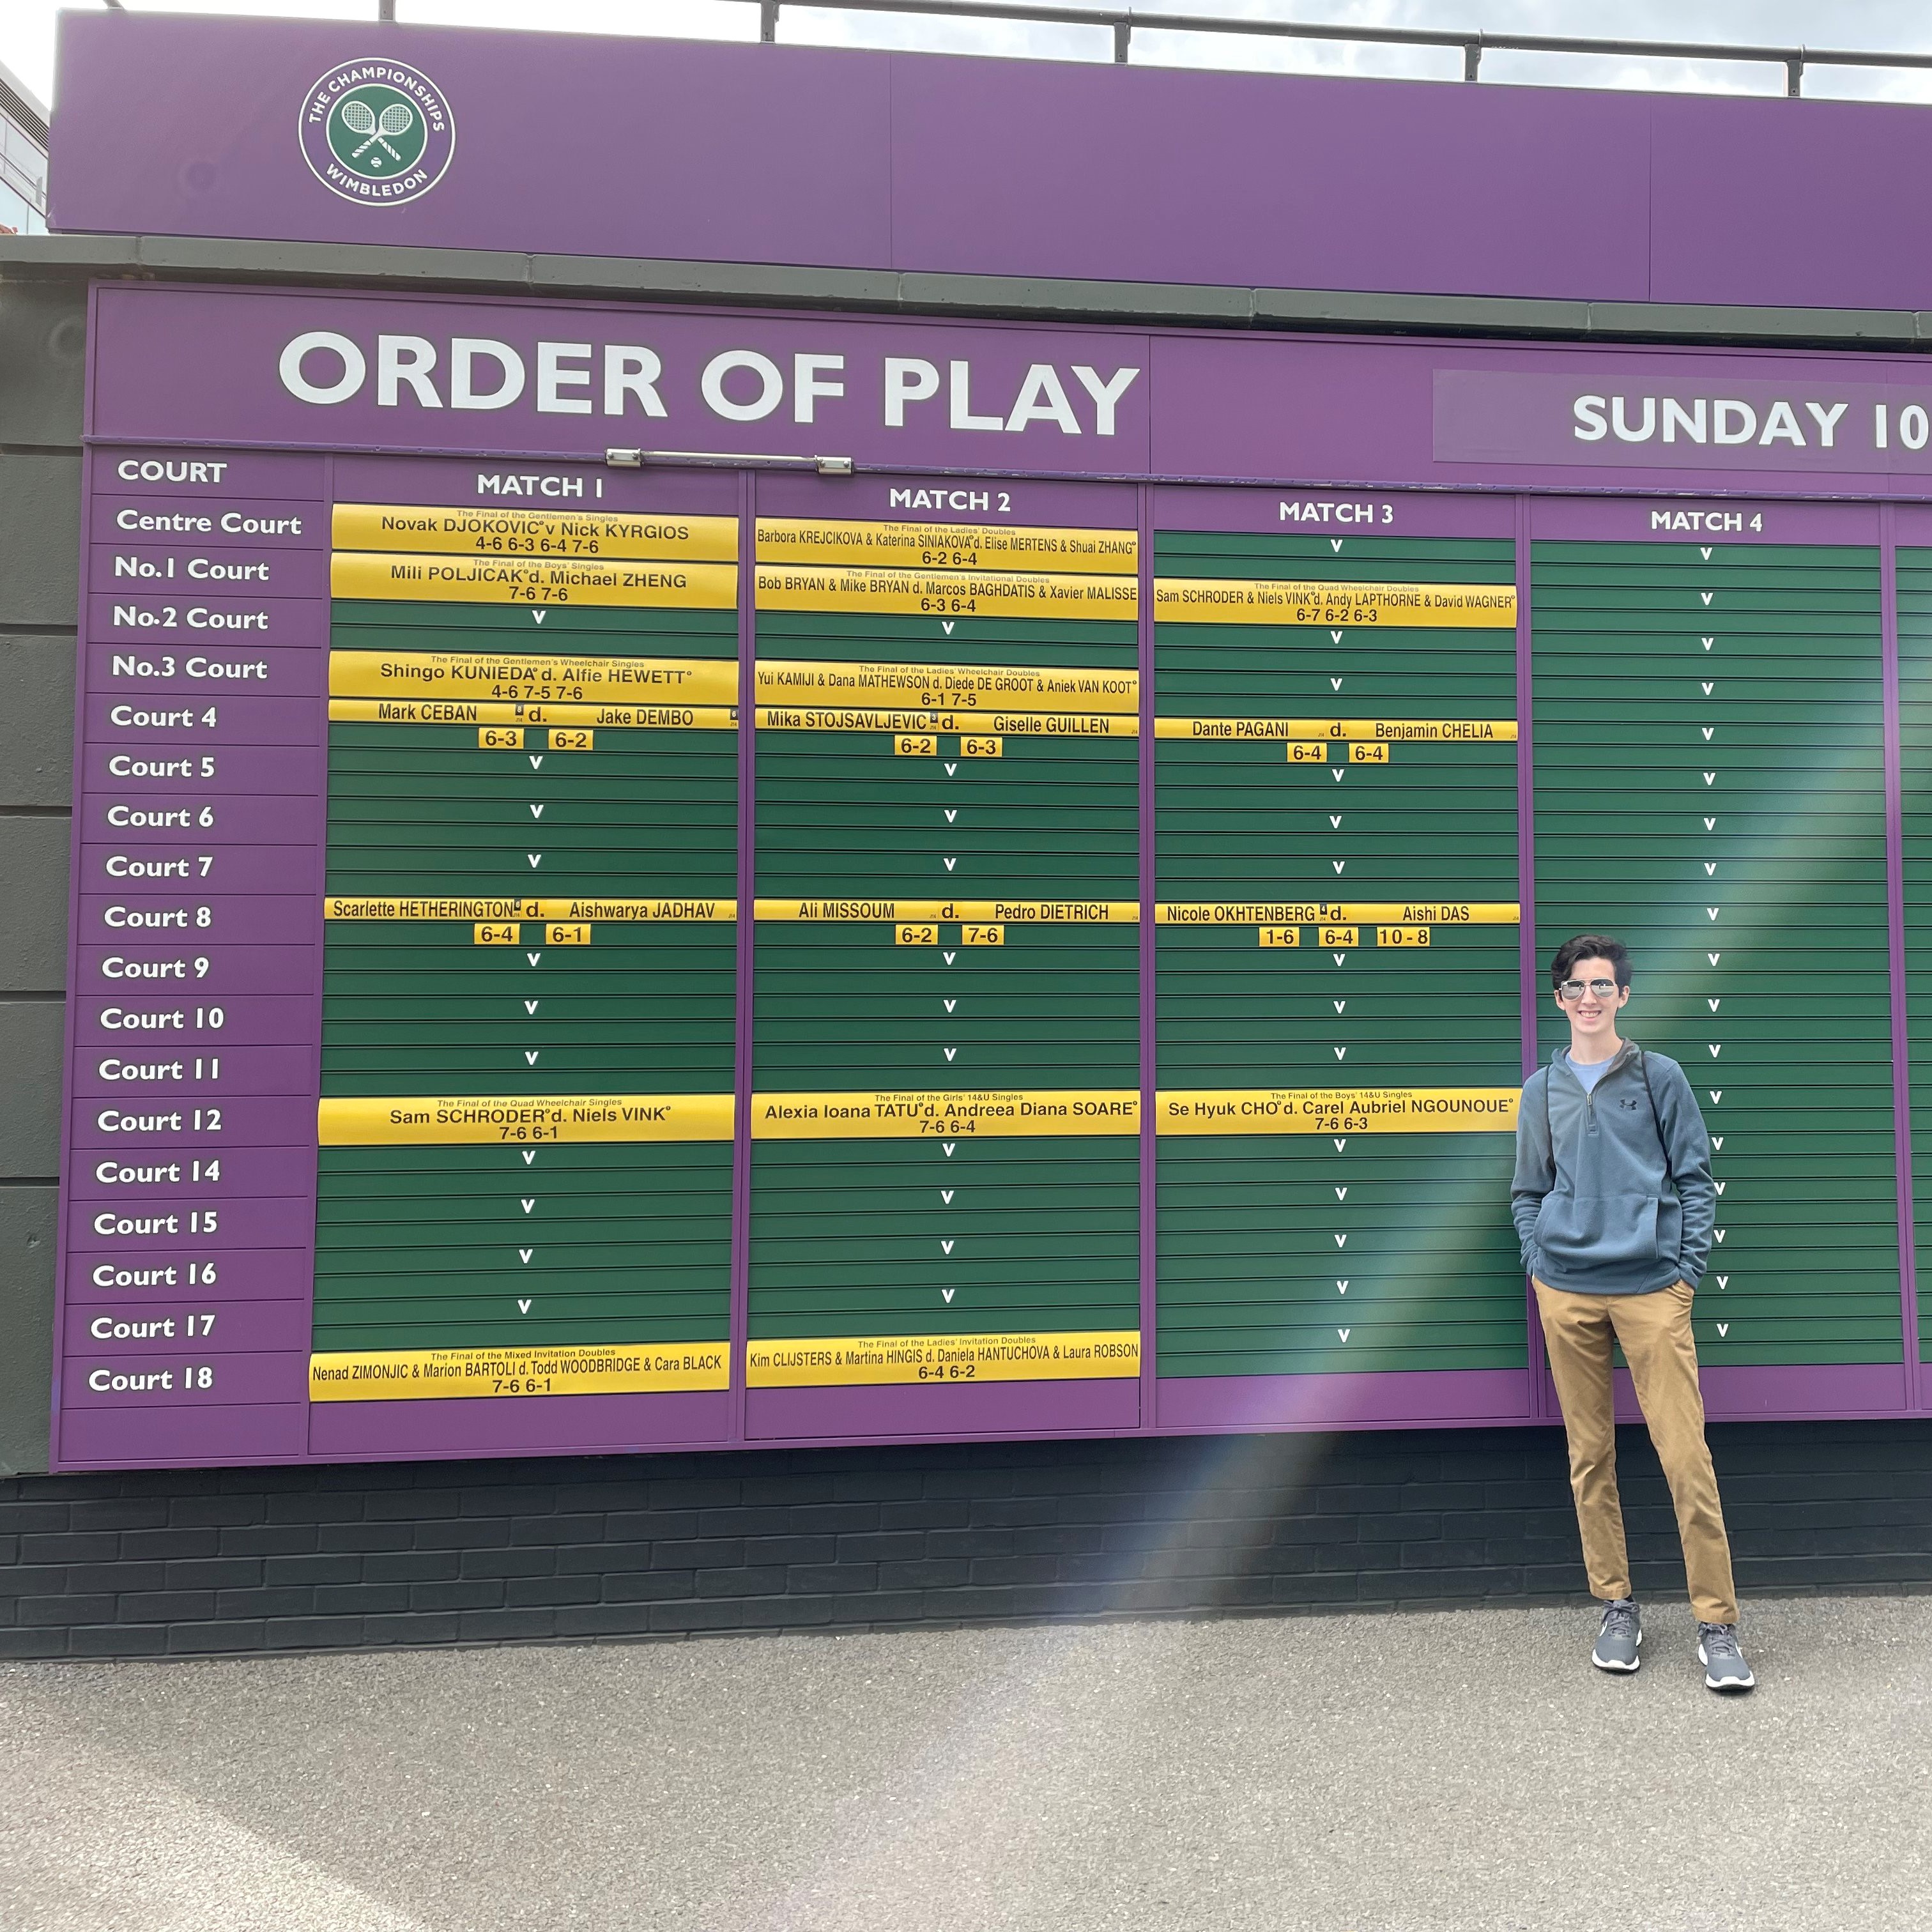 THE CHAMPIONSHIPS
WIMBLEDON
ORDER OF PLAY
SUNDAY 10
COURT
MATCH 1
MATCH 2
MATCH 3
MATCH 4
Centre Court
The Final of the Gentlemen's Singles
Novak DJOKOVIC° v Nick KYRGIOS
4-6 6-3 6-4 7-6
The Final of the Ladies' Doubles
Barbora KREJCIKOVA & Katerina SINIAKOVA° d. Elise MERTENS & Shuai ZHANG°
6-2 6-4
V
V
No.1 Court
The Final of the Boys' Singles
Mili POLJICAK° d. Michael ZHENG
7-6 7-6
The Final of the Gentlemen's Invitational Doubles
Bob BRYAN & Mike BRYAN d. Marcos BAGHDATIS & Xavier MALISSE
6-3 6-4
The Final of the Quad Wheelchair Doubles
Sam SCHRODER & Niels VINK° d. Andy LAPTHORNE & David WAGNER°
6-7 6-2 6-3
V
No.2 Court
V
V
V
V
No.3 Court
The Final of the Gentlemen's Wheelchair Singles
Shingo KUNIEDA° d. Alfie HEWETT°
4-6 7-5 7-6
The Final of the Ladies' Wheelchair Doubles
Yui KAMIJI & Dana MATHEWSON d. Diede DE GROOT & Aniek VAN KOOT°
6-1 7-5
V
V
Court 4
Mark CEBAN d. Jake DEMBO
6-3 6-2
Mika STOJSAVLJEVIC d. Giselle GUILLEN
6-2 6-3
Dante PAGANI d. Benjamin CHELIA
6-4 6-4
V
Court 5
V
V
V
V
Court 6
V
V
V
V
Court 7
V
V
V
V
Court 8
Scarlette HETHERINGTON d. Aishwarya JADHAV
6-4 6-1
Ali MISSOUM d. Pedro DIETRICH
6-2 7-6
Nicole OKHTENBERG d. Aishi DAS
1-6 6-4 10-8
V
Court 9
V
V
V
V
Court 10
V
V
V
V
Court 11
V
V
V
V
Court 12
The Final of the Quad Wheelchair Singles
Sam SCHRODER° d. Niels VINK°
7-6 6-1
The Final of the Girls' 14&U Singles
Alexia Ioana TATU° d. Andreea Diana SOARE°
7-6 6-4
The Final of the Boys' 14&U Singles
Se Hyuk CHO° d. Carel Aubriel NGOUNOUE°
7-6 6-3
V
Court 14
V
V
V
V
Court 15
V
V
V
V
Court 16
V
V
V
V
Court 17
V
V
V
V
Court 18
The Final of the Mixed Invitation Doubles
Nenad ZIMONJIC & Marion BARTOLI d. Todd WOODBRIDGE & Cara BLACK
7-6 6-1
The Final of the Ladies' Invitation Doubles
Kim CLIJSTERS & Martina HINGIS d. Daniela HANTUCHOVA & Laura ROBSON
6-4 6-2
V
V